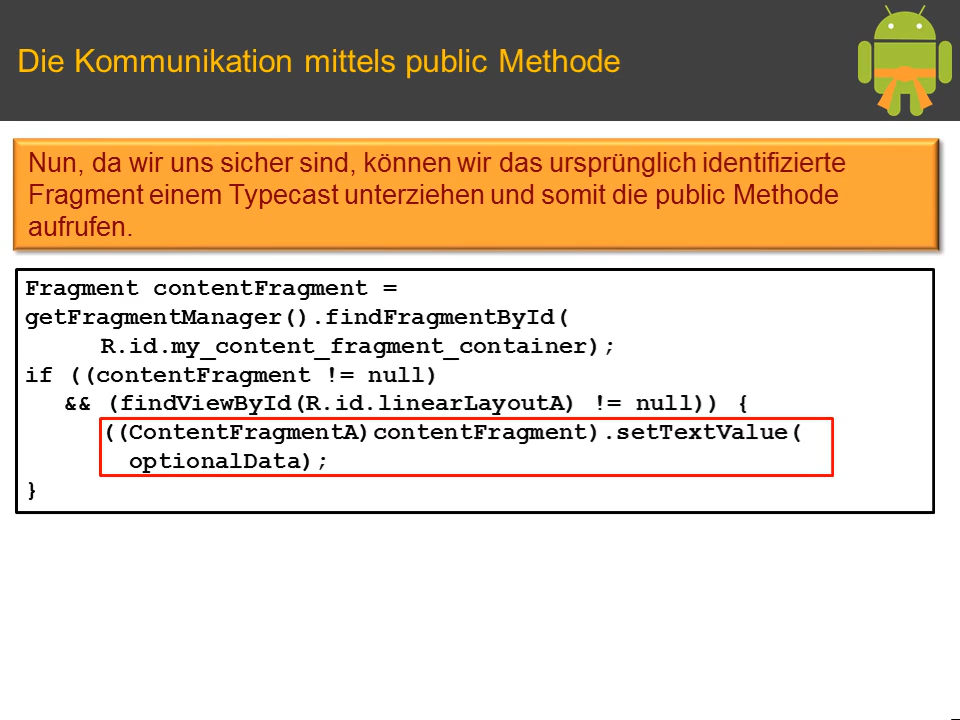 Die Kommunikation mittels public Methode
Nun, da wir uns sicher sind, können wir das ursprünglich identifizierte
Fragment einem Typecast unterziehen und somit die public Methode
aufrufen.
Fragment contentFragment =
getFragmentManager().findFragmentById(
R.id.my_content_fragment_container);
if ((contentFragment != null)
&& (findViewById(R.id.linearLayoutA) != null)) {
((ContentFragmentA)contentFragment).setTextValue(
optionalData);
}